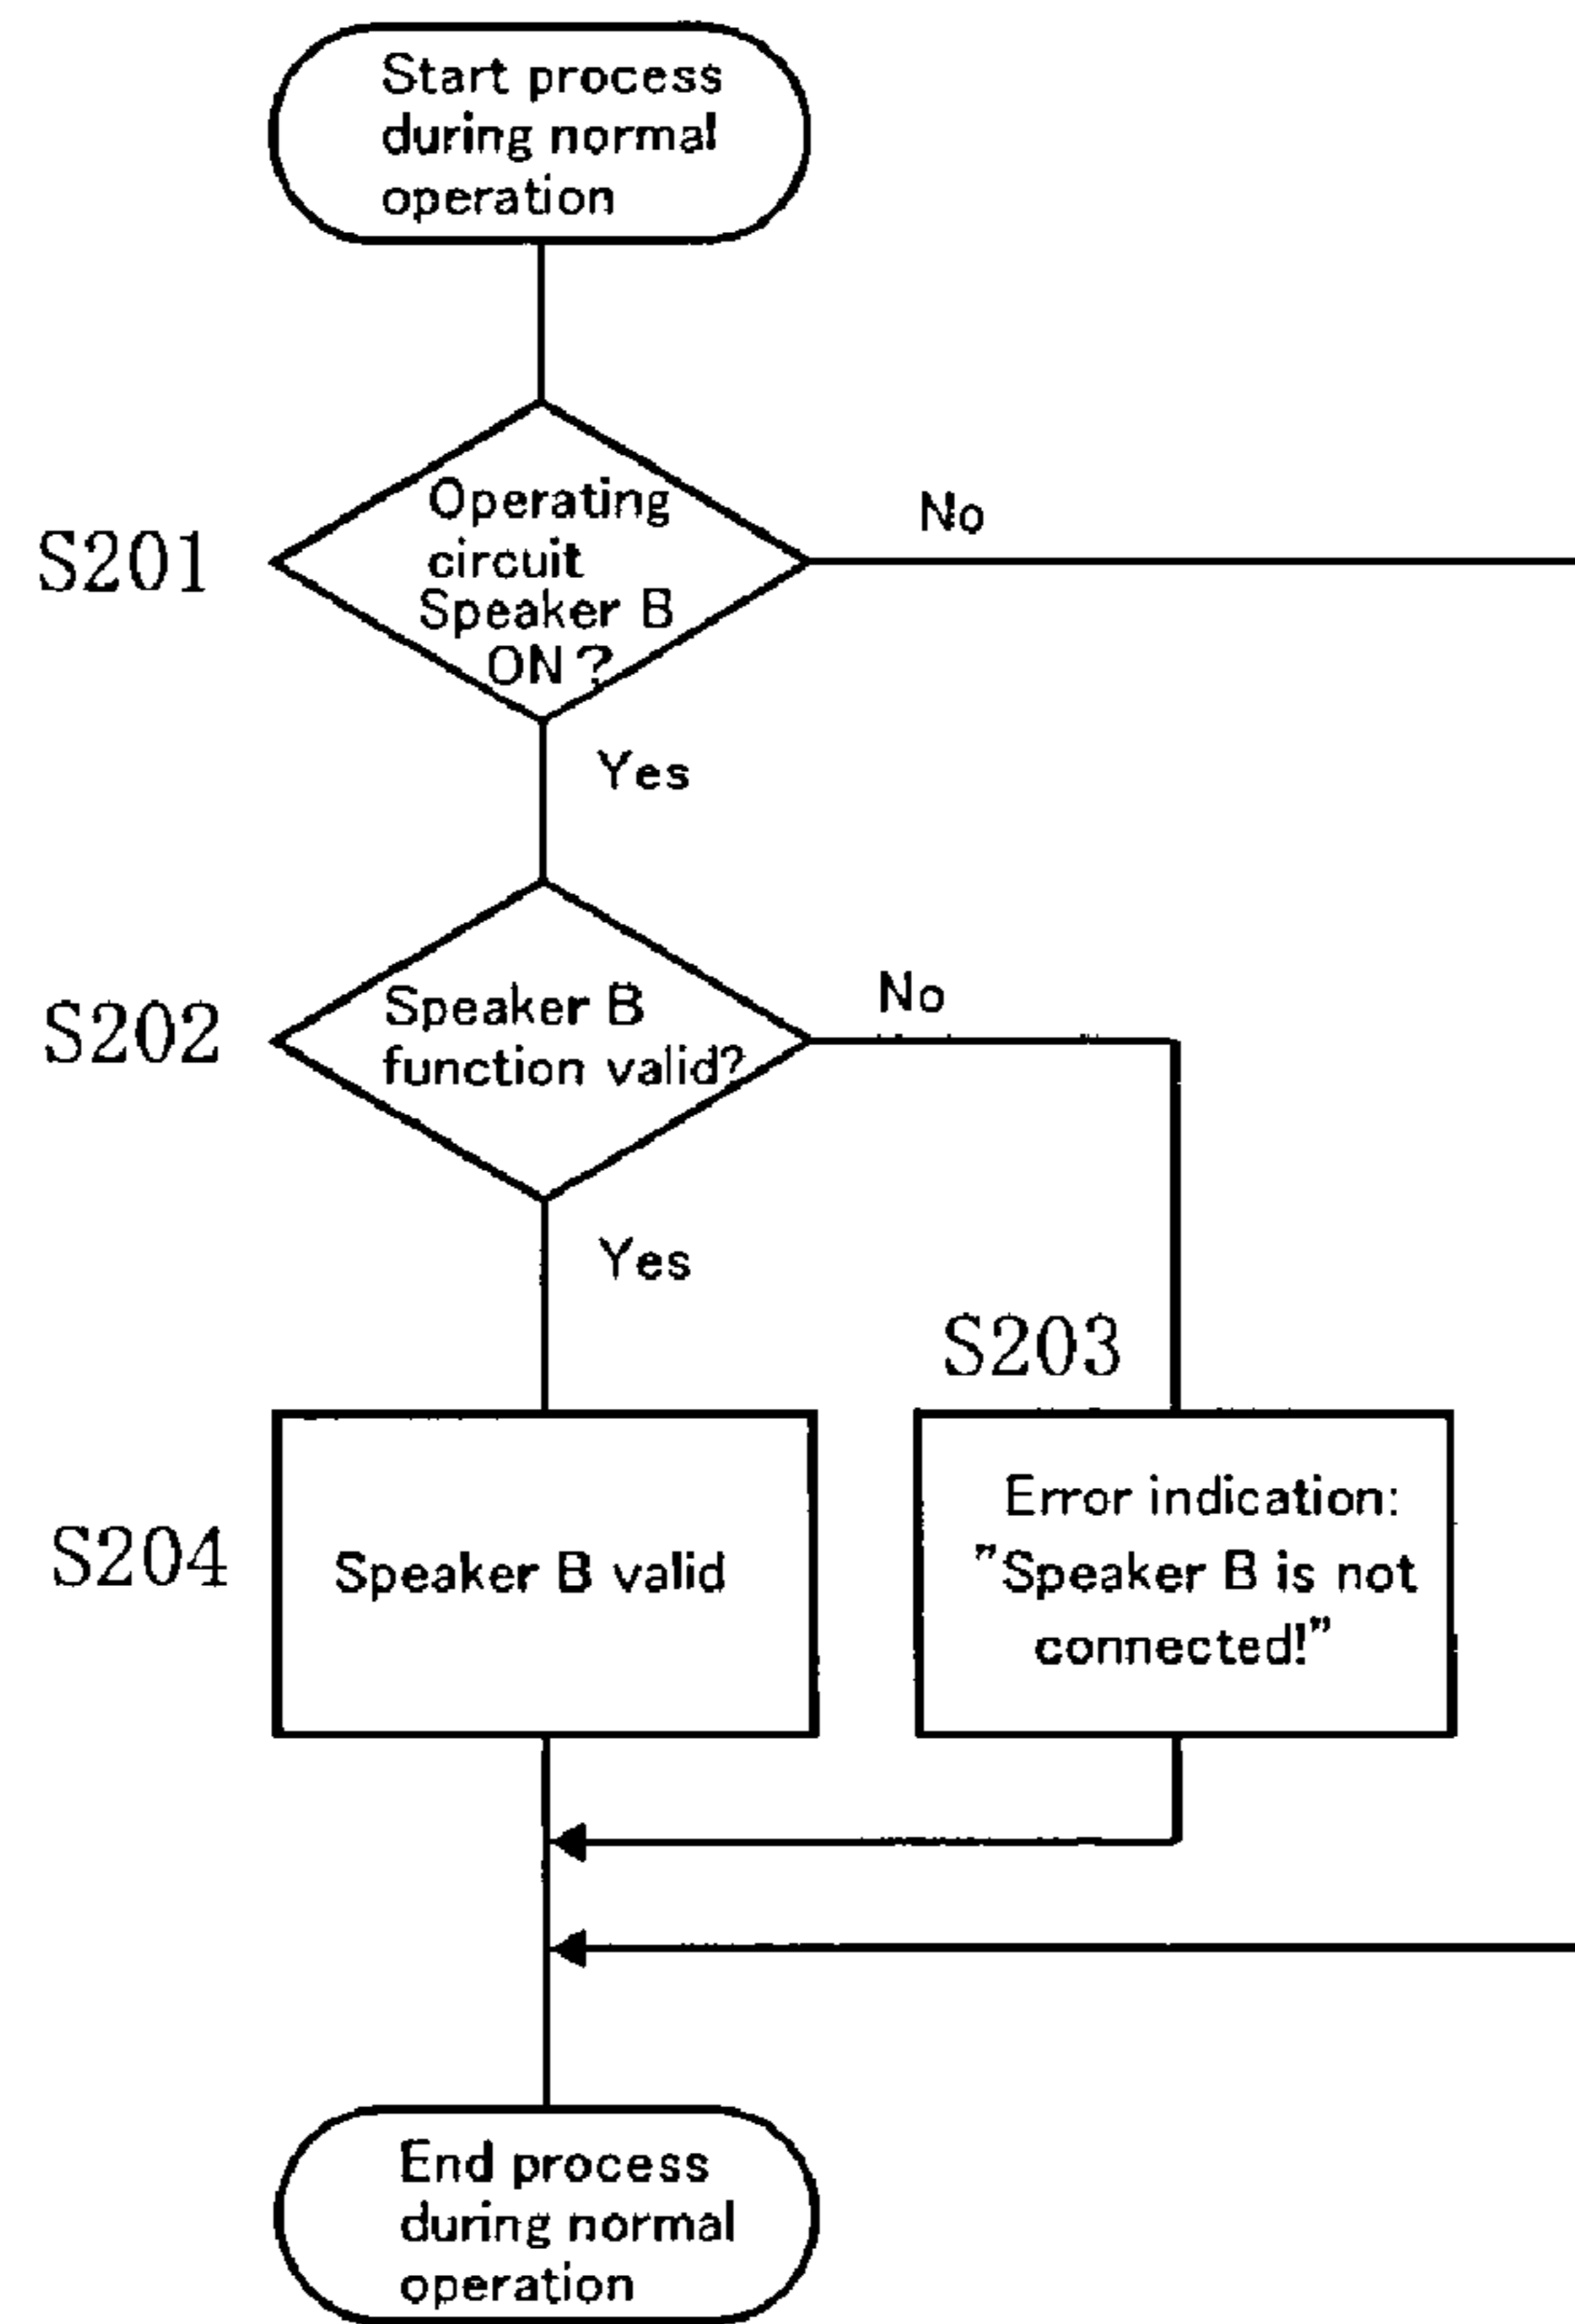 Start process
during normal
operation
S201
Operating
circuit
Speaker B
ON?
No
Yes
S202
Speaker B
function valid?
No
Yes
S203
S204
Speaker B valid
Error indication:
"Speaker B is not
connected!"
End process
during normal
operation